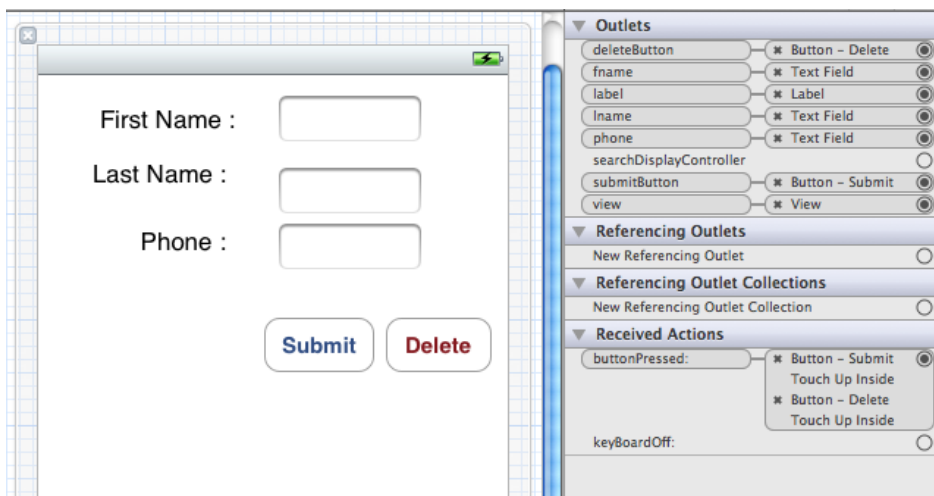 First Name :
Last Name :
Phone :
Submit
Delete
Outlets
deleteButton
Button - Delete
fname
Text Field
label
Label
lname
Text Field
phone
Text Field
searchDisplayController
submitButton
Button - Submit
view
View
Referencing Outlets
New Referencing Outlet
Referencing Outlet Collections
New Referencing Outlet Collection
Received Actions
buttonPressed:
Button - Submit
Touch Up Inside
Button - Delete
Touch Up Inside
keyBoardOff: